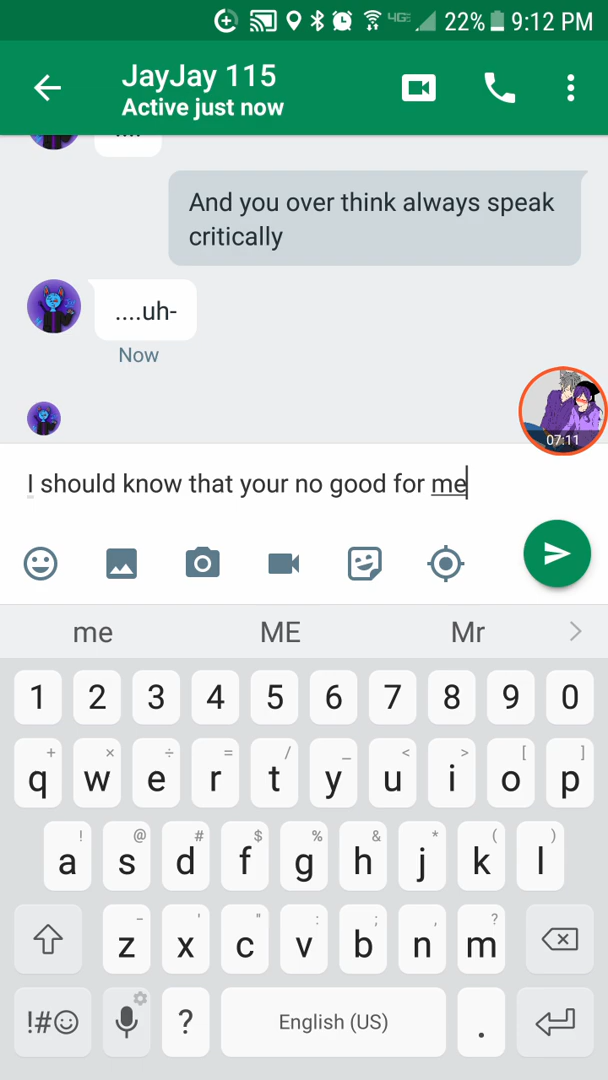 4G 22% 9:12 PM
JayJay 115
Active just now
....
And you over think always speak
critically
....uh-
Now
07:11
I should know that your no good for me
me ME Mr
1 2 3 4 5 6 7 8 9 0
+ × ÷ = / _ < > [ ]
q w e r t y u i o p
! @ # $ % ^ & * ( )
a s d f g h j k l
- ' " : ; , ?
z x c v b n m
!#☺ ? English (US) .